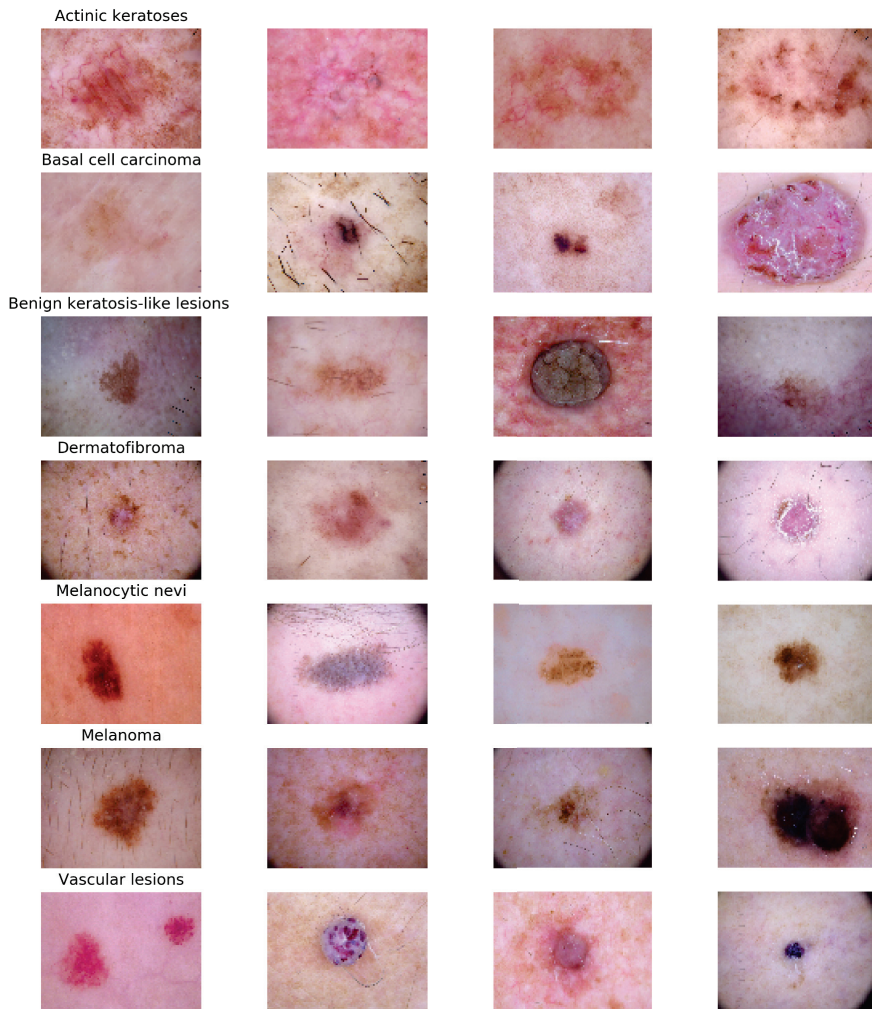 Actinic keratoses
Basal cell carcinoma
Benign keratosis-like lesions
Dermatofibroma
Melanocytic nevi
Melanoma
Vascular lesions